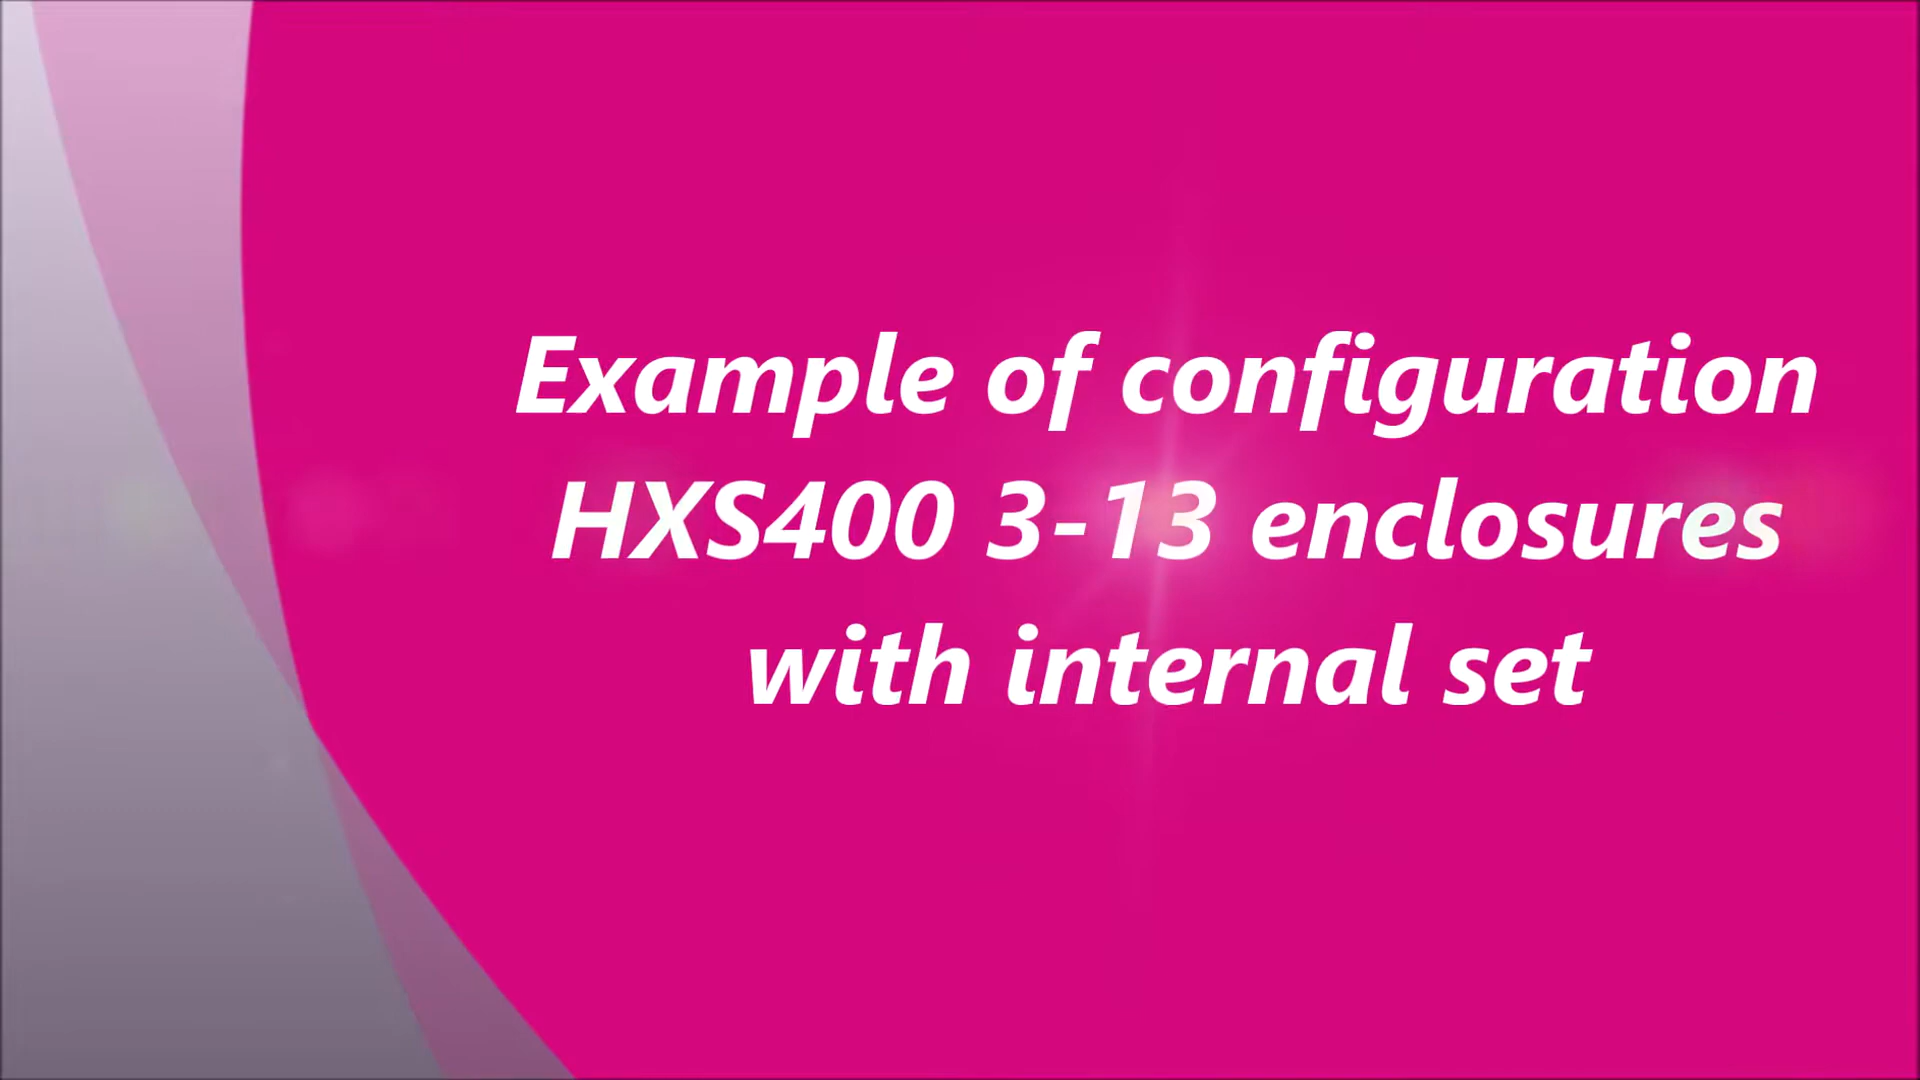 Example of configuration
HXS400 3-13 enclosures
with internal set